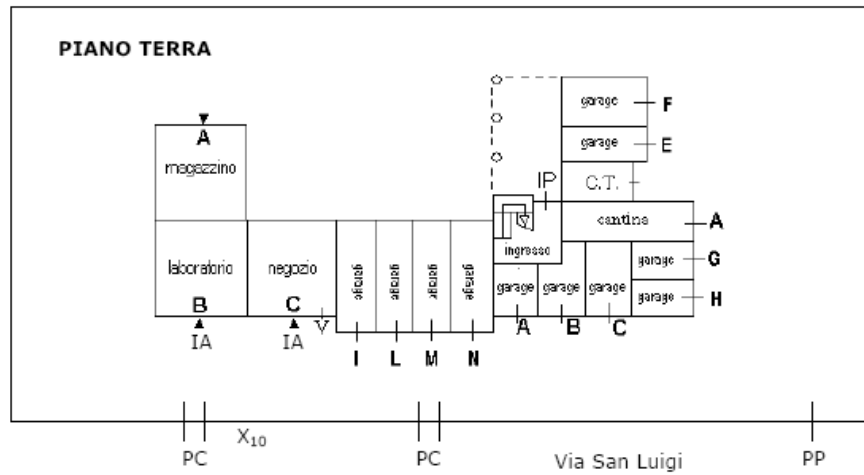 PIANO TERRA
garage
F
A
garage
E
magazzino
C.T.
IP
cantina
A
V
ingresso
laboratorio
negozio
garage
garage
garage
garage
garage
G
garage
garage
garage
garage
H
B
C
V
A
B
C
IA
IA
I
L
M
N
X₁₀
PC
PC
Via San Luigi
PP